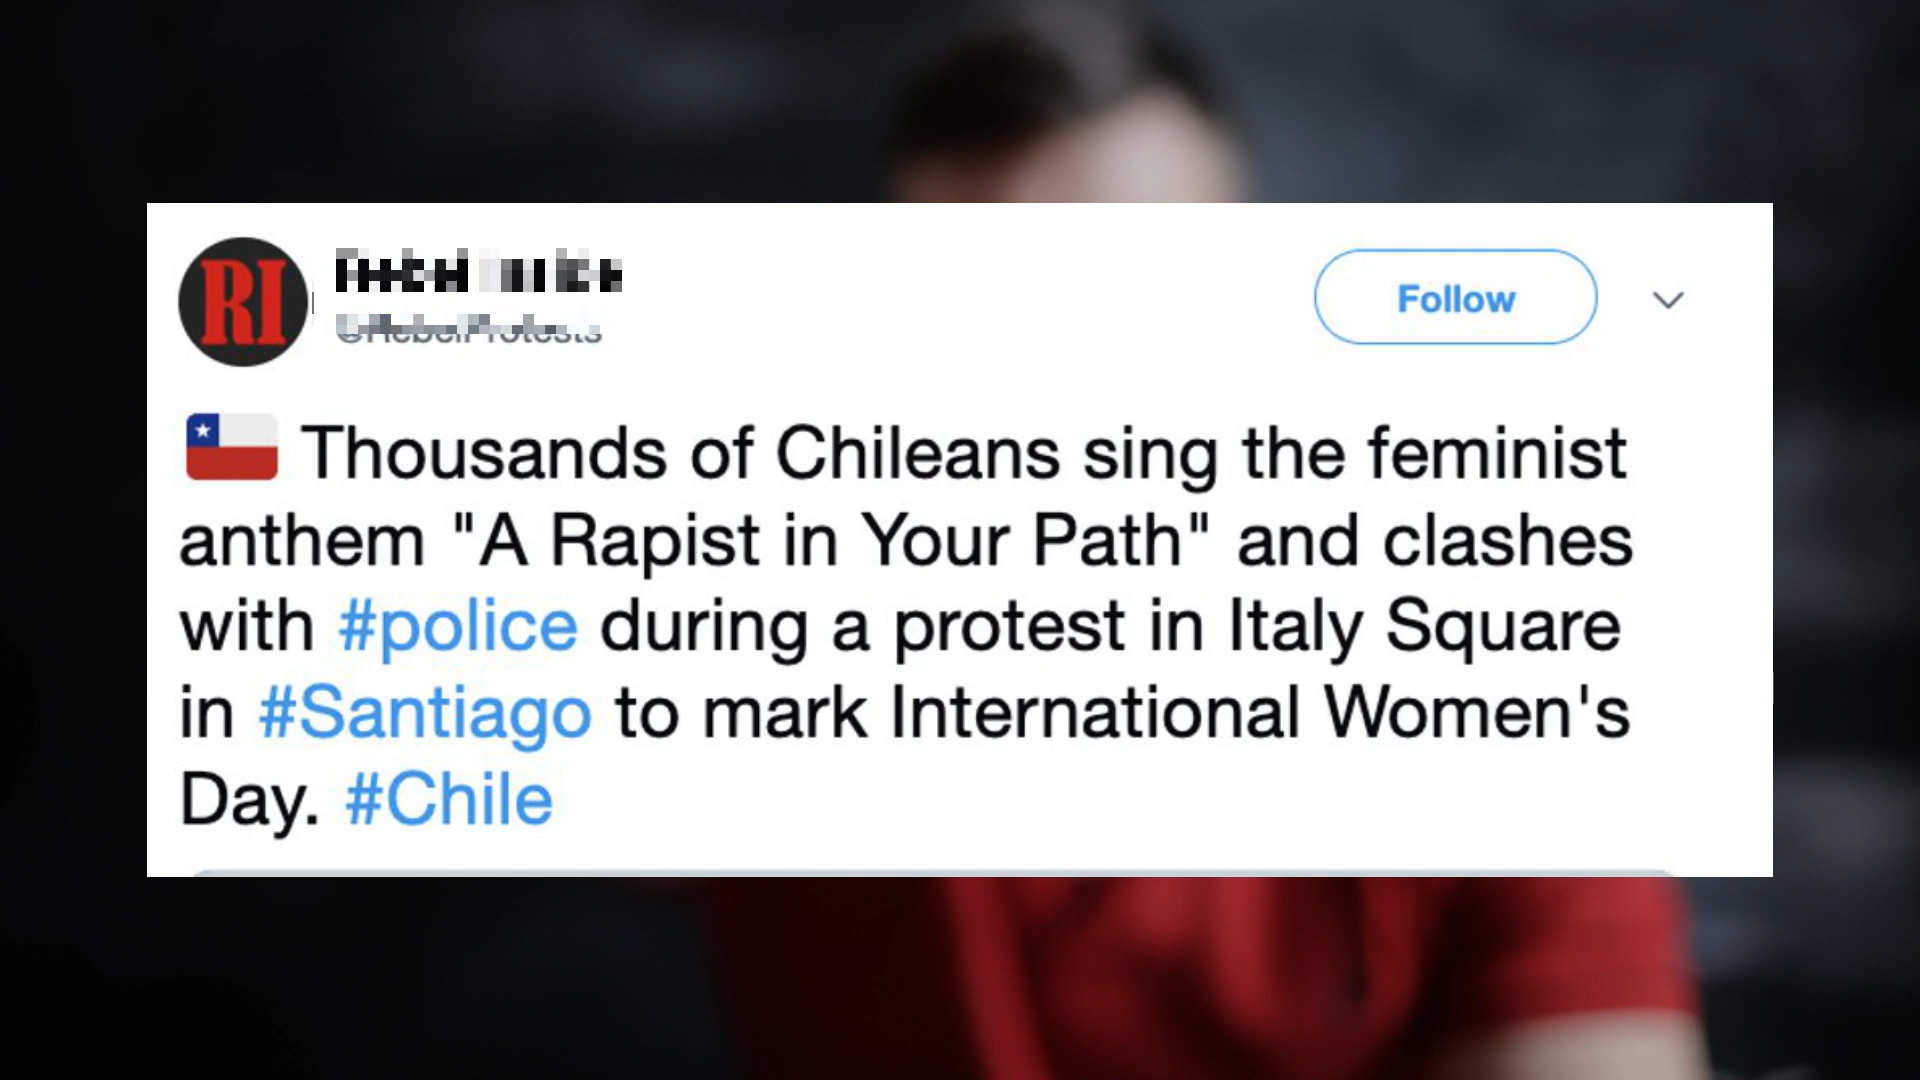 RI
Follow
Thousands of Chileans sing the feminist
anthem "A Rapist in Your Path" and clashes
with #police during a protest in Italy Square
in #Santiago to mark International Women's
Day. #Chile